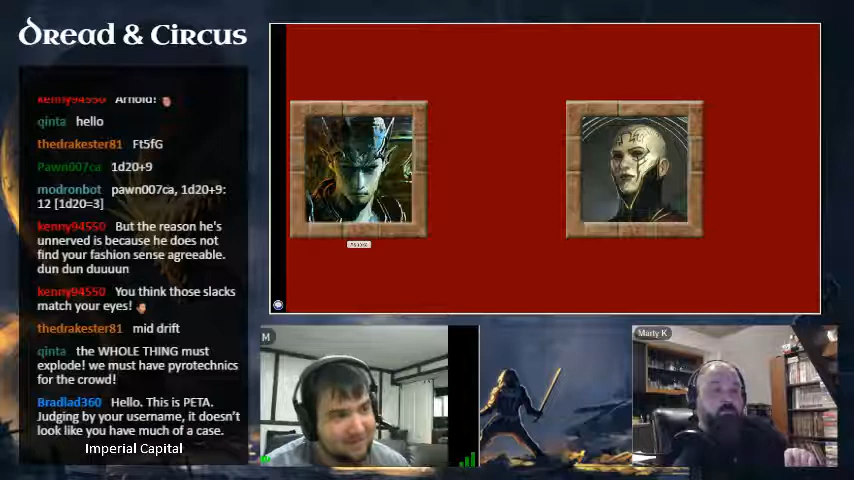 Dread & Circus
kenny94550 Arnold!
qinta hello
thedrakester81 Ft5fG
Pawn007ca 1d20+9
modronbot pawn007ca, 1d20+9:
12 [1d20=3]
kenny94550 But the reason he's
unnerved is because he does not
find your fashion sense agreeable.
dun dun duuuun
kenny94550 You think those slacks
match your eyes!
thedrakester81 mid drift
qinta the WHOLE THING must
explode! we must have pyrotechnics
for the crowd!
Bradlad360 Hello. This is PETA.
Judging by your username, it doesn't
look like you have much of a case.
Imperial Capital
M
Marty K